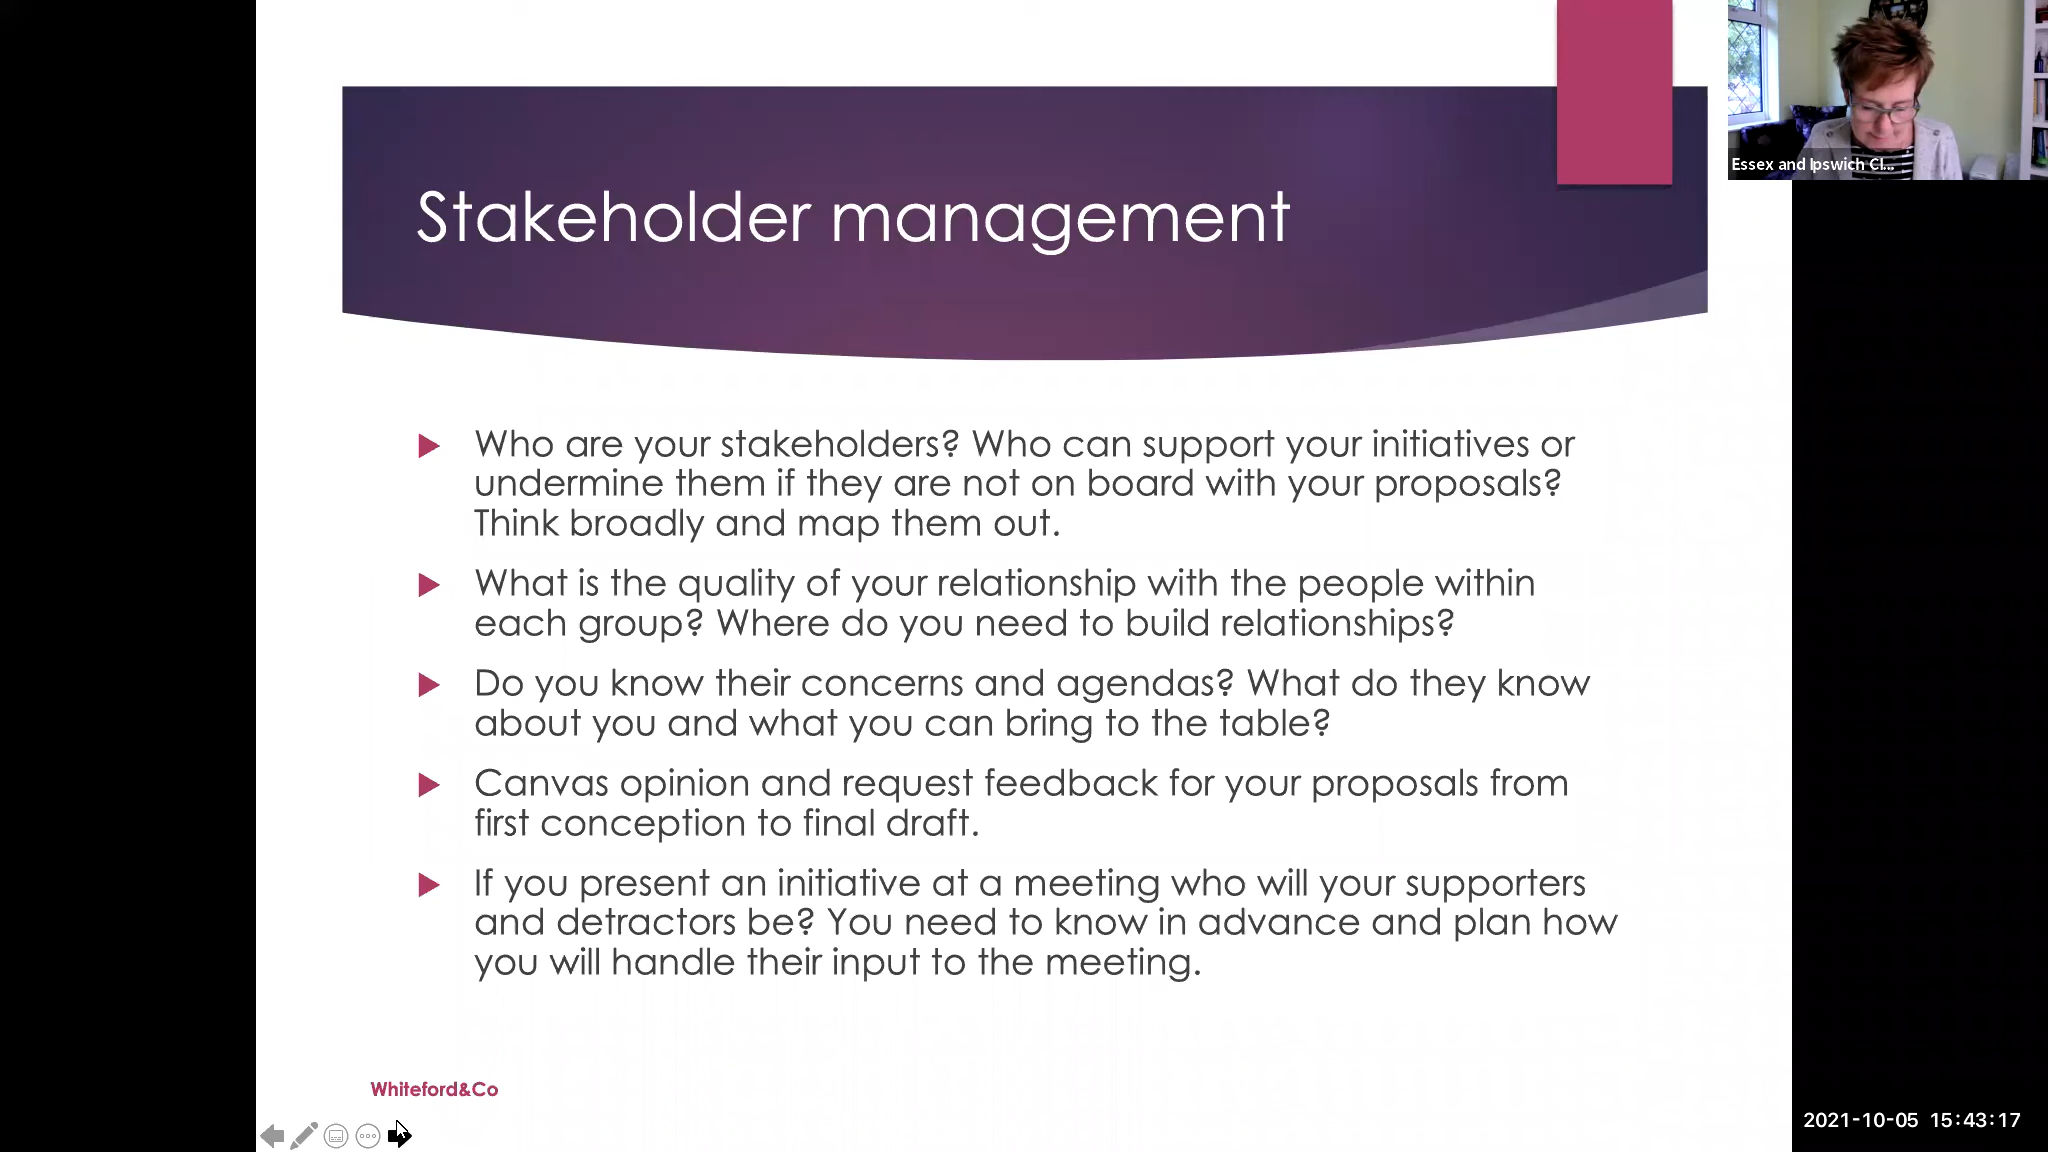 Stakeholder management
Essex and Ipswich Cl...
Who are your stakeholders? Who can support your initiatives or
undermine them if they are not on board with your proposals?
Think broadly and map them out.
What is the quality of your relationship with the people within
each group? Where do you need to build relationships?
Do you know their concerns and agendas? What do they know
about you and what you can bring to the table?
Canvas opinion and request feedback for your proposals from
first conception to final draft.
If you present an initiative at a meeting who will your supporters
and detractors be? You need to know in advance and plan how
you will handle their input to the meeting.
Whiteford&Co
2021-10-05 15:43:17